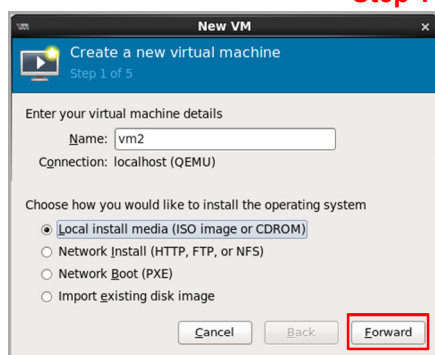 New VM
Create a new virtual machine
Step 1 of 5
Enter your virtual machine details
Name: vm2
Connection: localhost (QEMU)
Choose how you would like to install the operating system
Local install media (ISO image or CDROM)
Network Install (HTTP, FTP, or NFS)
Network Boot (PXE)
Import existing disk image
Cancel Back Forward